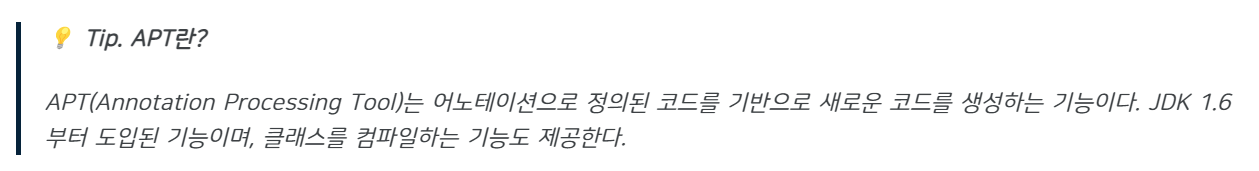 💡 Tip. APT란?
APT(Annotation Processing Tool)는 어노테이션으로 정의된 코드를 기반으로 새로운 코드를 생성하는 기능이다. JDK 1.6
부터 도입된 기능이며, 클래스를 컴파일하는 기능도 제공한다.